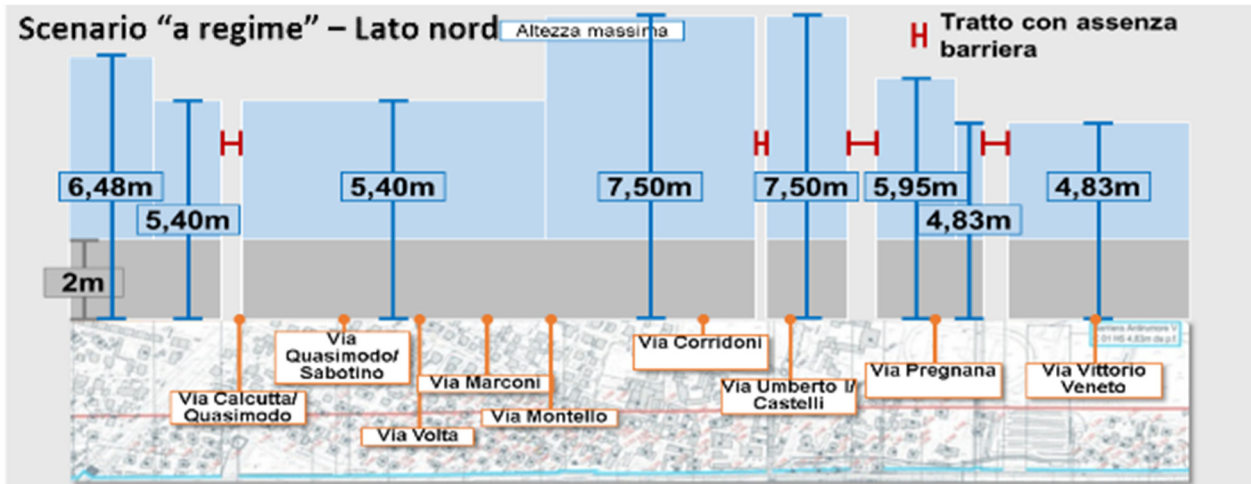 Scenario “a regime” – Lato nord
Altezza massima
Tratto con assenza
barriera
6,48m
5,40m
5,40m
7,50m
7,50m
5,95m
4,83m
4,83m
2m
Via Calcutta/
Quasimodo
Via
Quasimodo/
Sabotino
Via Volta
Via Marconi
Via Montello
Via Corridoni
Via Umberto I/
Castelli
Via Pregnana
Via Vittorio
Veneto